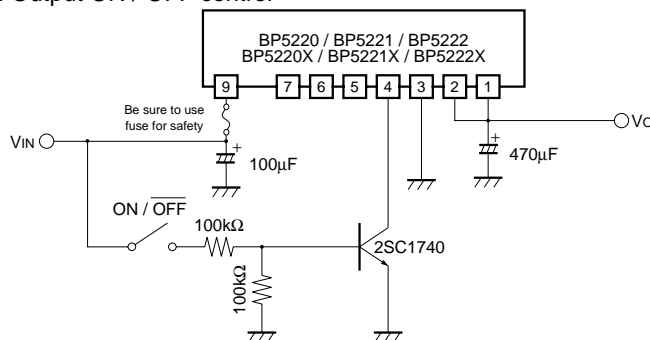 Output ON / OFF control
BP5220 / BP5221 / BP5222
BP5220X / BP5221X / BP5222X
9 7 6 5 4 3 2 1
Be sure to use
fuse for safety
VIN
+
100μF
+
470μF
ON / OFF
100kΩ
100kΩ
2SC1740